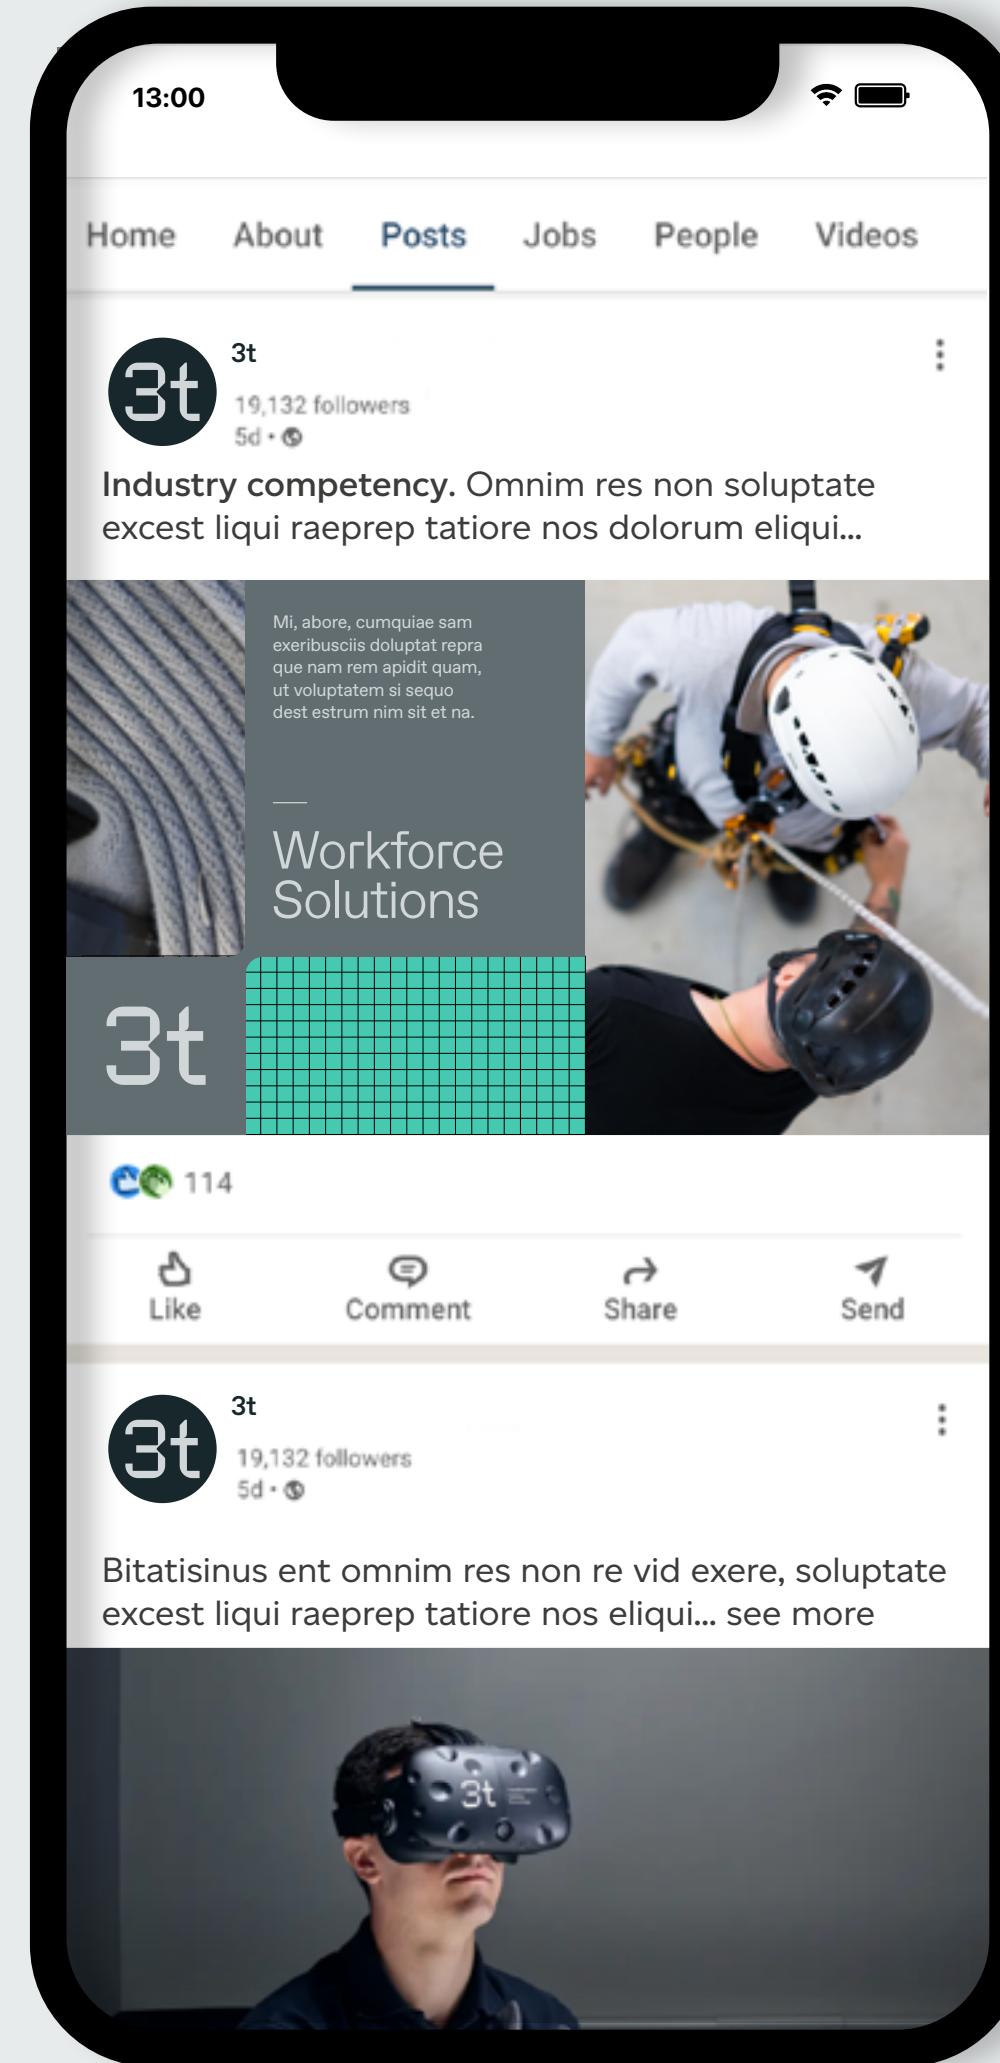 13:00
Home About Posts Jobs People Videos
3t
3t
19,132 followers
5d •
Industry competency. Omnim res non soluptate
excest liqui raeprep tatiore nos dolorum eliqui...
Mi, abore, cumquiae sam
exeribusciis doluptat repra
que nam rem apidit quam,
ut voluptatem si sequo
dest estrum nim sit et na.
Workforce
Solutions
3t
114
Like Comment Share Send
3t
3t
19,132 followers
5d •
Bitatisinus ent omnim res non re vid exere, soluptate
excest liqui raeprep tatiore nos eliqui... see more
3t